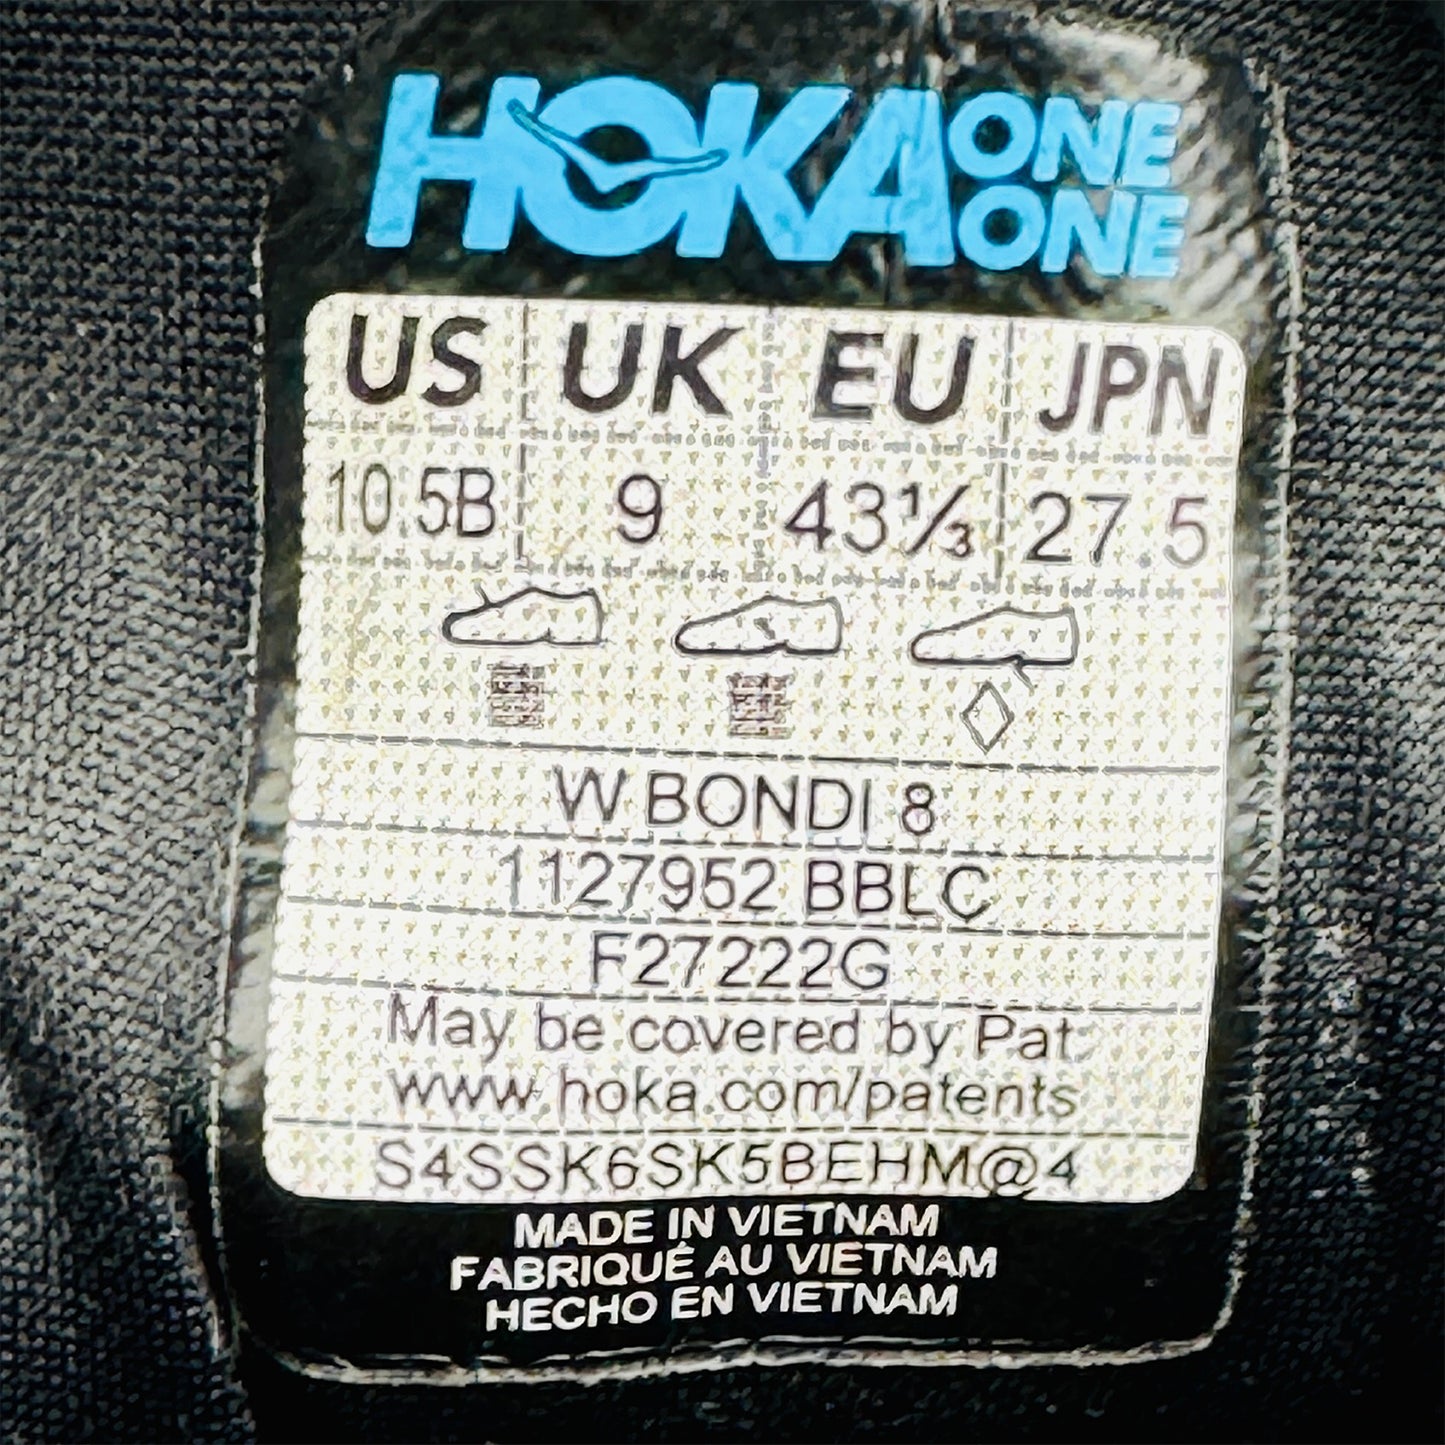 HOKA ONE ONE
US UK EU JPN
10.5B 9 43⅓ 27.5
W BONDI 8
1127952 BBLC
F27222G
May be covered by Pat.
www.hoka.com/patents
S4SSK6SK5BEHM@4
MADE IN VIETNAM
FABRIQUÉ AU VIETNAM
HECHO EN VIETNAM